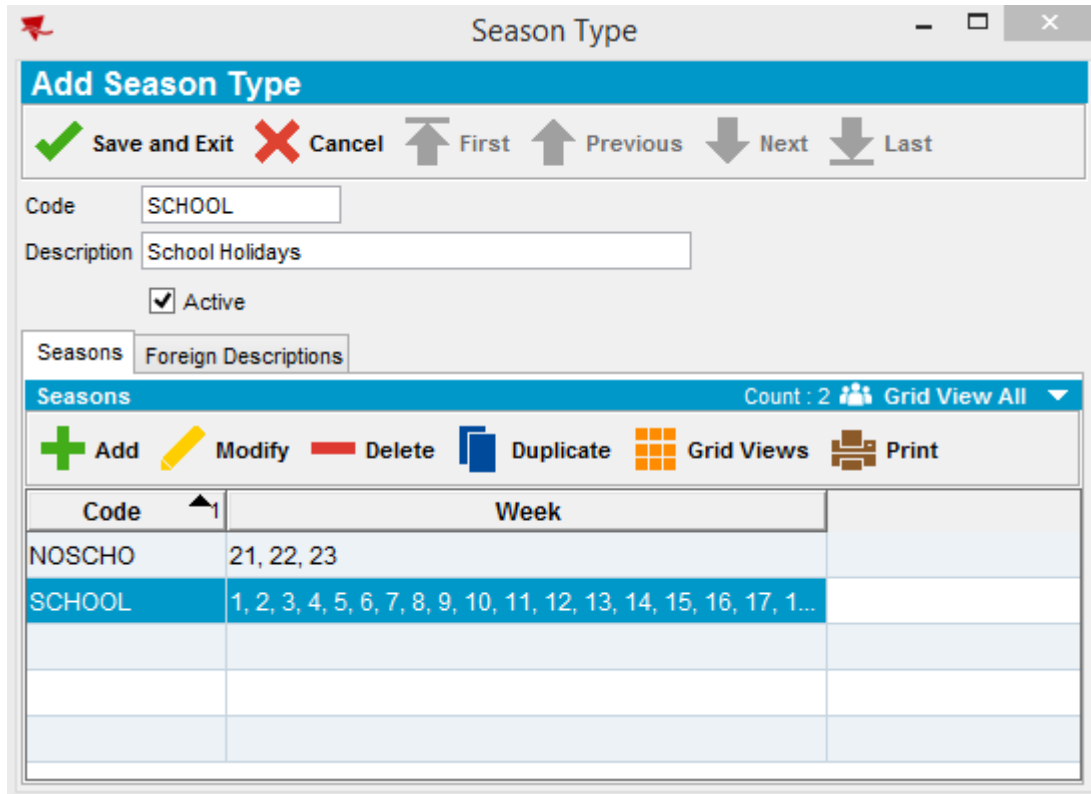 Season Type
Add Season Type
Save and Exit Cancel First Previous Next Last
Code SCHOOL
Description School Holidays
Active
Seasons Foreign Descriptions
Seasons Count : 2 Grid View All
Add Modify Delete Duplicate Grid Views Print
Code 1 Week
NOSCHO 21, 22, 23
SCHOOL 1, 2, 3, 4, 5, 6, 7, 8, 9, 10, 11, 12, 13, 14, 15, 16, 17, 1...